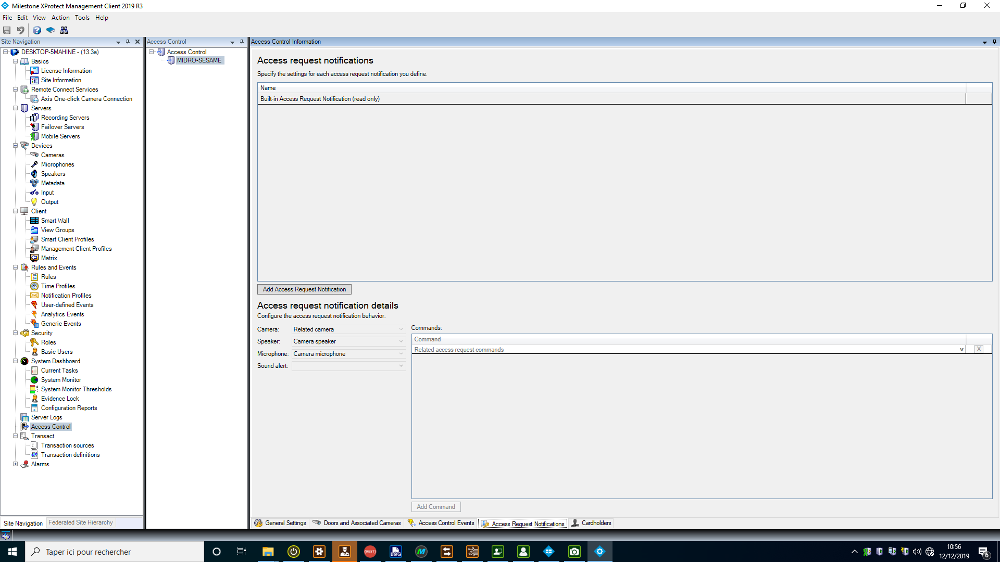 Milestone XProtect Management Client 2019 R3
File Edit View Action Tools Help
Site Navigation
DESKTOP-5MAHINE - (13.3a)
Basics
License Information
Site Information
Remote Connect Services
Axis One-click Camera Connection
Servers
Recording Servers
Failover Servers
Mobile Servers
Devices
Cameras
Microphones
Speakers
Metadata
Input
Output
Client
Smart Wall
View Groups
Smart Client Profiles
Management Client Profiles
Matrix
Rules and Events
Rules
Time Profiles
Notification Profiles
User-defined Events
Analytics Events
Generic Events
Security
Roles
Basic Users
System Dashboard
Current Tasks
System Monitor
System Monitor Thresholds
Evidence Lock
Configuration Reports
Server Logs
Access Control
Transact
Transaction sources
Transaction definitions
Alarms
Site Navigation Federated Site Hierarchy
Access Control
Access Control
MIDRO-SESAME
Access Control Information
Access request notifications
Specify the settings for each access request notification you define.
Name
Built-in Access Request Notification (read only)
Add Access Request Notification
Access request notification details
Configure the access request notification behavior.
Camera: Related camera
Speaker: Camera speaker
Microphone: Camera microphone
Sound alert:
Commands:
Command
Related access request commands v X
Add Command
General Settings Doors and Associated Cameras Access Control Events Access Request Notifications Cardholders
Taper ici pour rechercher
REST
LOG
10:56
12/12/2019
6